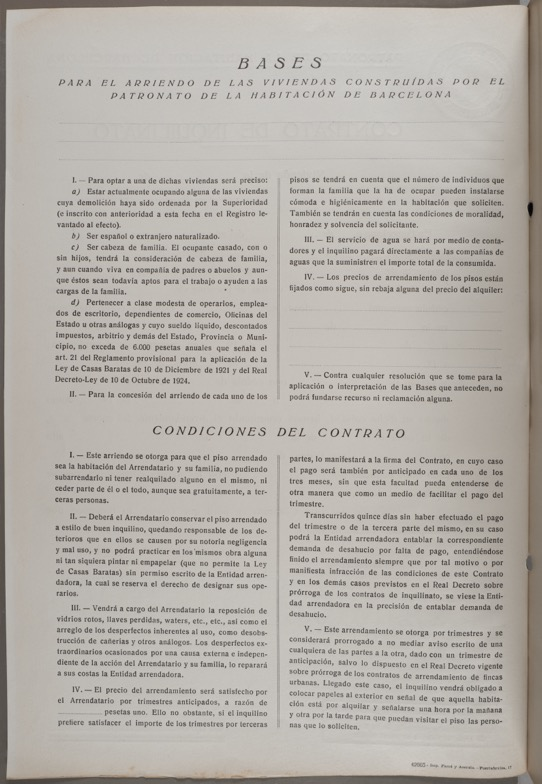 BASES
PARA EL ARRIENDO DE LAS VIVIENDAS CONSTRUÍDAS POR EL
PATRONATO DE LA HABITACIÓN DE BARCELONA
I. — Para optar a una de dichas viviendas será preciso:
a) Estar actualmente ocupando alguna de las viviendas
cuya demolición haya sido ordenada por la Superioridad
(e inscrito con anterioridad a esta fecha en el Registro le-
vantado al efecto).
b) Ser español o extranjero naturalizado.
c) Ser cabeza de familia. El ocupante casado, con o
sin hijos, tendrá la consideración de cabeza de familia,
y aun cuando viva en compañía de padres o abuelos y aun-
que éstos sean todavía aptos para el trabajo o ayuden a las
cargas de la familia.
d) Pertenecer a clase modesta de operarios, emplea-
dos de escritorio, dependientes de comercio, Oficinas del
Estado u otras análogas y cuyo sueldo líquido, descontados
impuestos, arbitrio y demás del Estado, Provincia o Muni-
cipio, no exceda de 6.000 pesetas anuales que señala el
art. 21 del Reglamento provisional para la aplicación de la
Ley de Casas Baratas de 10 de Diciembre de 1921 y del Real
Decreto-Ley de 10 de Octubre de 1924.
II. — Para la concesión del arriendo de cada uno de los
pisos se tendrá en cuenta que el número de individuos que
forman la familia que la ha de ocupar pueden instalarse
cómoda e higiénicamente en la habitación que soliciten.
También se tendrán en cuenta las condiciones de moralidad,
honradez y solvencia del solicitante.
III. — El servicio de agua se hará por medio de conta-
dores y el inquilino pagará directamente a las compañías de
aguas que la suministren el importe total de la consumida.
IV. — Los precios de arrendamiento de los pisos están
fijados como sigue, sin rebaja alguna del precio del alquiler:
V. — Contra cualquier resolución que se tome para la
aplicación o interpretación de las Bases que anteceden, no
podrá fundarse recurso ni reclamación alguna.
CONDICIONES DEL CONTRATO
I. — Este arriendo se otorga para que el piso arrendado
sea la habitación del Arrendatario y su familia, no pudiendo
subarrendarlo ni tener realquilado alguno en el mismo, ni
ceder parte de él o el todo, aunque sea gratuitamente, a ter-
ceras personas.
II. — Deberá el Arrendatario conservar el piso arrendado
a estilo de buen inquilino, quedando responsable de los de-
terioros que en ellos se causen por su notoria negligencia
y mal uso, y no podrá practicar en los mismos obra alguna
ni tan siquiera pintar ni empapelar (que no permite la Ley
de Casas Baratas) sin permiso escrito de la Entidad arren-
dadora, la cual se reserva el derecho de designar sus ope-
rarios.
III. — Vendrá a cargo del Arrendatario la reposición de
vidrios rotos, llaves perdidas, waters, etc., etc., así como el
arreglo de los desperfectos inherentes al uso, como desobs-
trucción de cañerías y otros análogos. Los desperfectos ex-
traordinarios ocasionados por una causa externa e indepen-
diente de la acción del Arrendatario y su familia, lo reparará
a sus costas la Entidad arrendadora.
IV. — El precio del arrendamiento será satisfecho por
el Arrendatario por trimestres anticipados, a razón de
pesetas uno. Ello no obstante, si el inquilino
prefiere satisfacer el importe de los trimestres por terceras
partes, lo manifestará a la firma del Contrato, en cuyo caso
el pago será también por anticipado en cada uno de los
tres meses, sin que esta facultad pueda entenderse de
otra manera que como un medio de facilitar el pago del
trimestre.
Transcurridos quince días sin haber efectuado el pago
del trimestre o de la tercera parte del mismo, en su caso
podrá la Entidad arrendadora entablar la correspondiente
demanda de desahucio por falta de pago, entendiéndose
finido el arrendamiento siempre que por tal motivo o por
manifiesta infracción de las condiciones de este Contrato
y en los demás casos previstos en el Real Decreto sobre
prórroga de los contratos de inquilinato, se viese la Enti-
dad arrendadora en la precisión de entablar demanda de
desahucio.
V. — Este arrendamiento se otorga por trimestres y se
considerará prorrogado a no mediar aviso escrito de una
cualquiera de las partes a la otra, dado con un trimestre de
anticipación, salvo lo dispuesto en el Real Decreto vigente
sobre prórroga de los contratos de arrendamiento de fincas
urbanas. Llegado este caso, el inquilino vendrá obligado a
colocar papeles al exterior en señal de que aquella habita-
ción está por alquilar y señalarse una hora por la mañana
y otra por la tarde para que puedan visitar el piso las perso-
nas que lo soliciten.